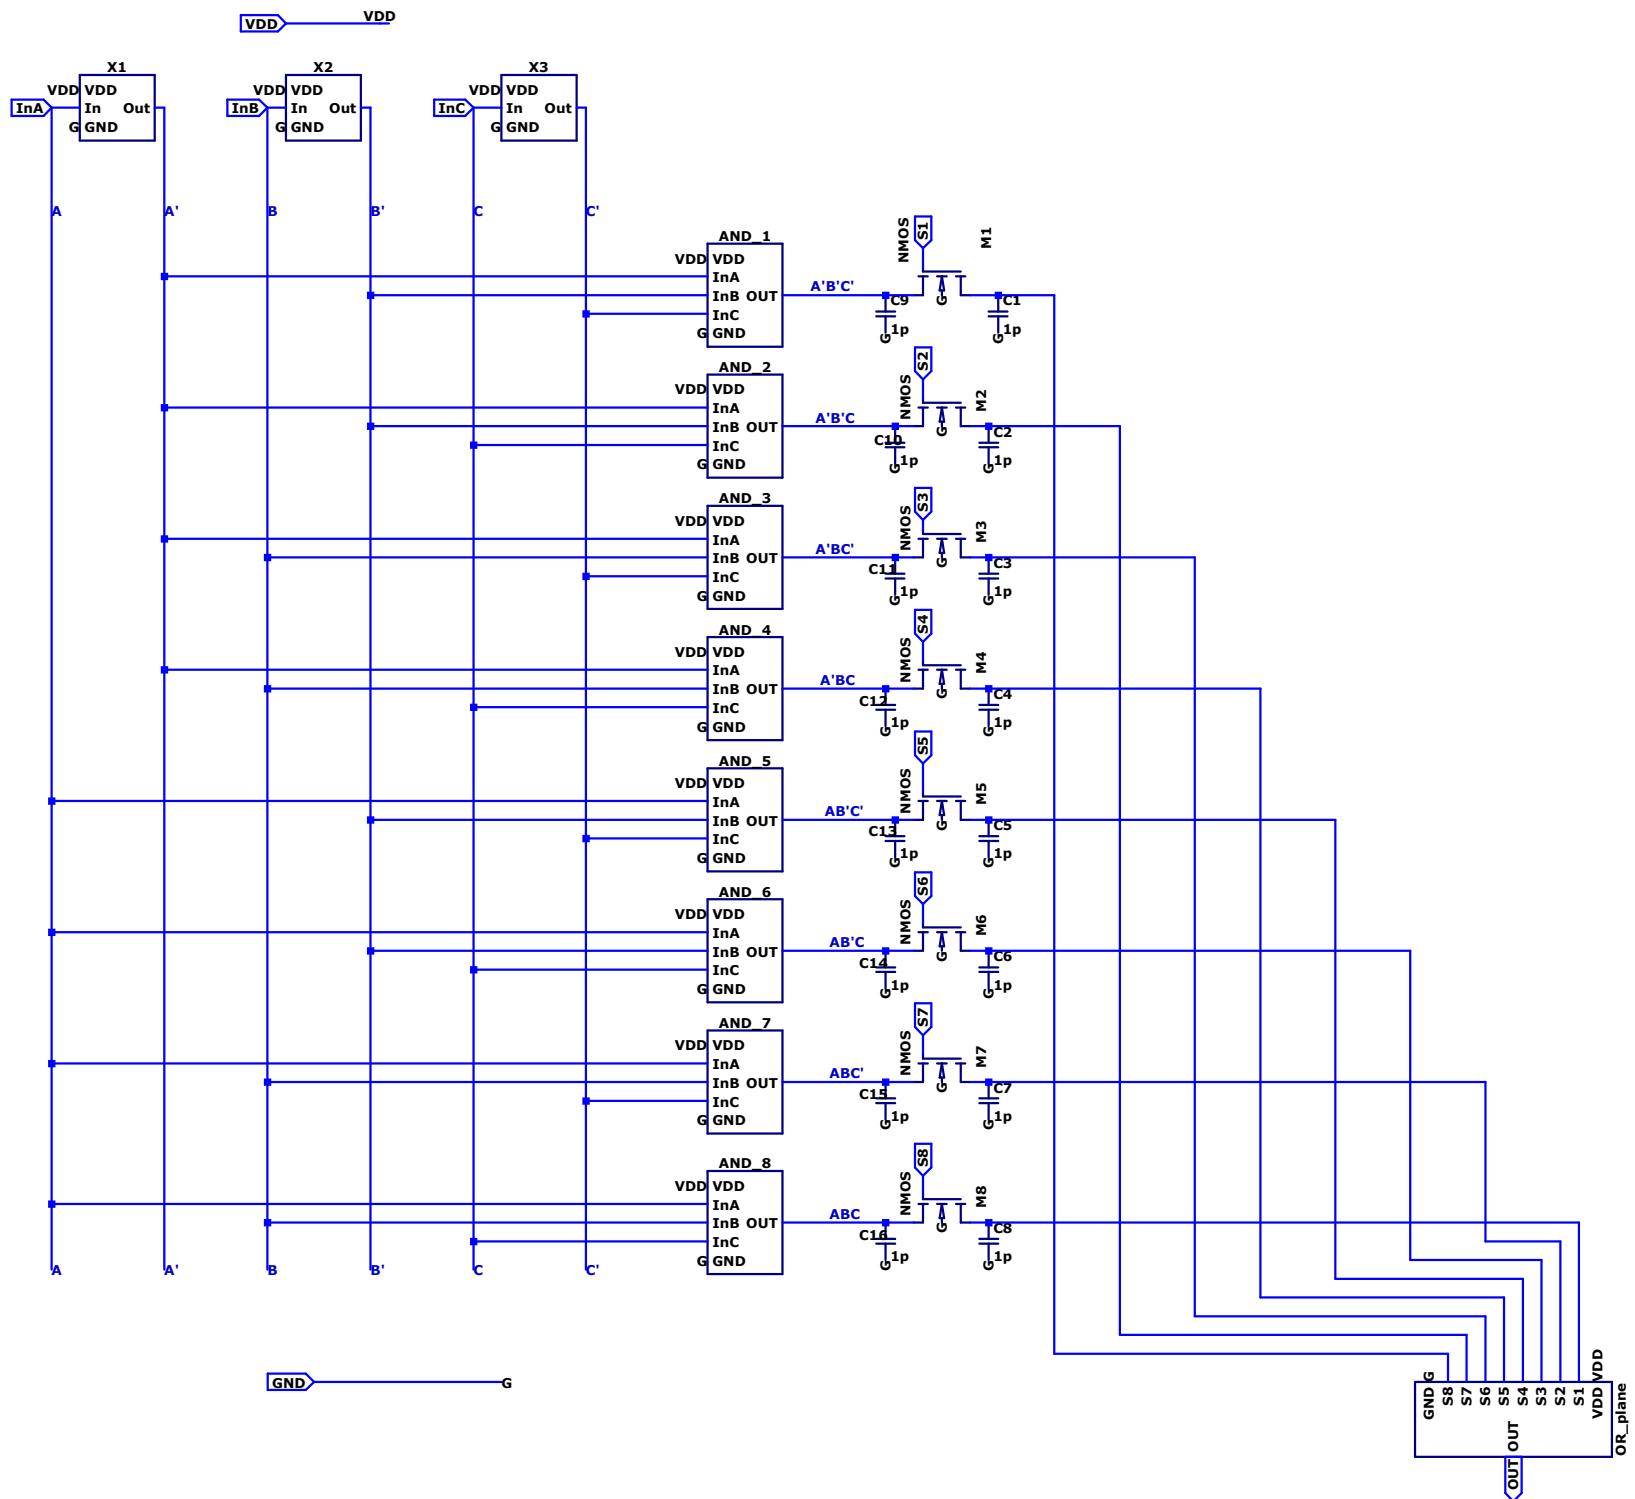 VDD VDD
X1 X2 X3
VDD VDD VDD VDD VDD VDD
InA In Out InB In Out InC In Out
G GND G GND G GND
A A' B B' C C'
AND_1 NMOS S1 M1
VDD VDD
InA
InB OUT A'B'C' C9 G C1
InC
G GND G 1p G 1p
AND_2 NMOS S2 M2
VDD VDD
InA
InB OUT A'B'C C10 G C2
InC
G GND G 1p G 1p
AND_3 NMOS S3 M3
VDD VDD
InA
InB OUT A'BC' C11 G C3
InC
G GND G 1p G 1p
AND_4 NMOS S4 M4
VDD VDD
InA
InB OUT A'BC C12 G C4
InC
G GND G 1p G 1p
AND_5 NMOS S5 M5
VDD VDD
InA
InB OUT AB'C' C13 G C5
InC
G GND G 1p G 1p
AND_6 NMOS S6 M6
VDD VDD
InA
InB OUT AB'C C14 G C6
InC
G GND G 1p G 1p
AND_7 NMOS S7 M7
VDD VDD
InA
InB OUT ABC' C15 G C7
InC
G GND G 1p G 1p
AND_8 NMOS S8 M8
VDD VDD
InA
InB OUT ABC C16 G C8
InC
G GND G 1p G 1p
A A' B B' C C'
GND G
GND G S8 S7 S6 S5 S4 S3 S2 S1 VDD VDD
OUT OR_plane
OUT